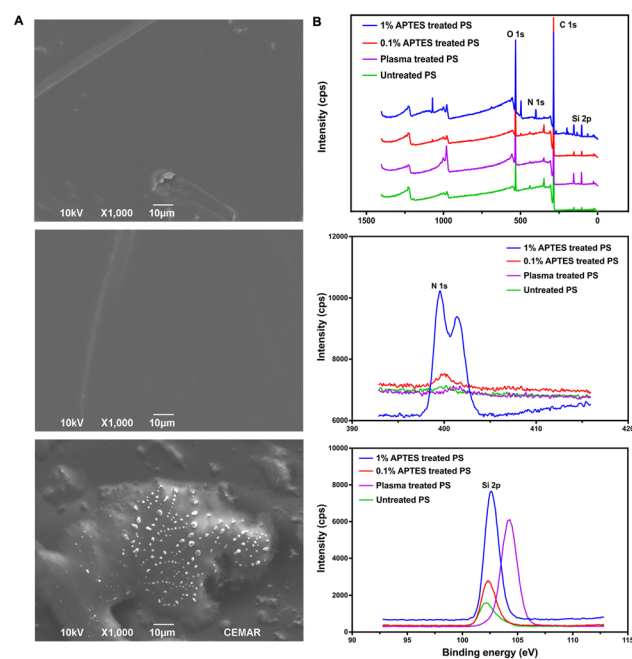 A
B
10kV X1,000 10μm
10kV X1,000 10μm
10kV X1,000 10μm CEMAR
1% APTES treated PS
0.1% APTES treated PS
Plasma treated PS
Untreated PS
O 1s
C 1s
N 1s
Si 2p
Intensity (cps)
1500 1000 500 0
1% APTES treated PS
0.1% APTES treated PS
Plasma treated PS
Untreated PS
N 1s
Intensity (cps)
12000
10000
8000
6000
390 400 410 420
1% APTES treated PS
0.1% APTES treated PS
Plasma treated PS
Untreated PS
Si 2p
Intensity (cps)
10000
8000
6000
4000
2000
0
90 95 100 105 110 115
Binding energy (eV)